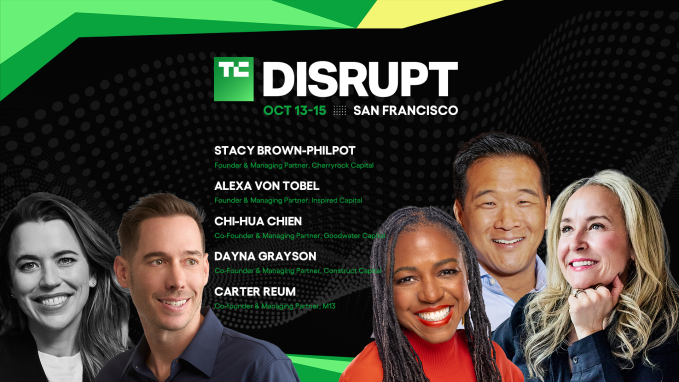 TC DISRUPT
OCT 13-15 SAN FRANCISCO
STACY BROWN-PHILPOT
Founder & Managing Partner, Cherryrock Capital
ALEXA VON TOBEL
Founder & Managing Partner, Inspired Capital
CHI-HUA CHIEN
Co-Founder & Managing Partner, Goodwater Capital
DAYNA GRAYSON
Co-Founder & Managing Partner, Construct Capital
CARTER REUM
Co-Founder & Managing Partner, M13